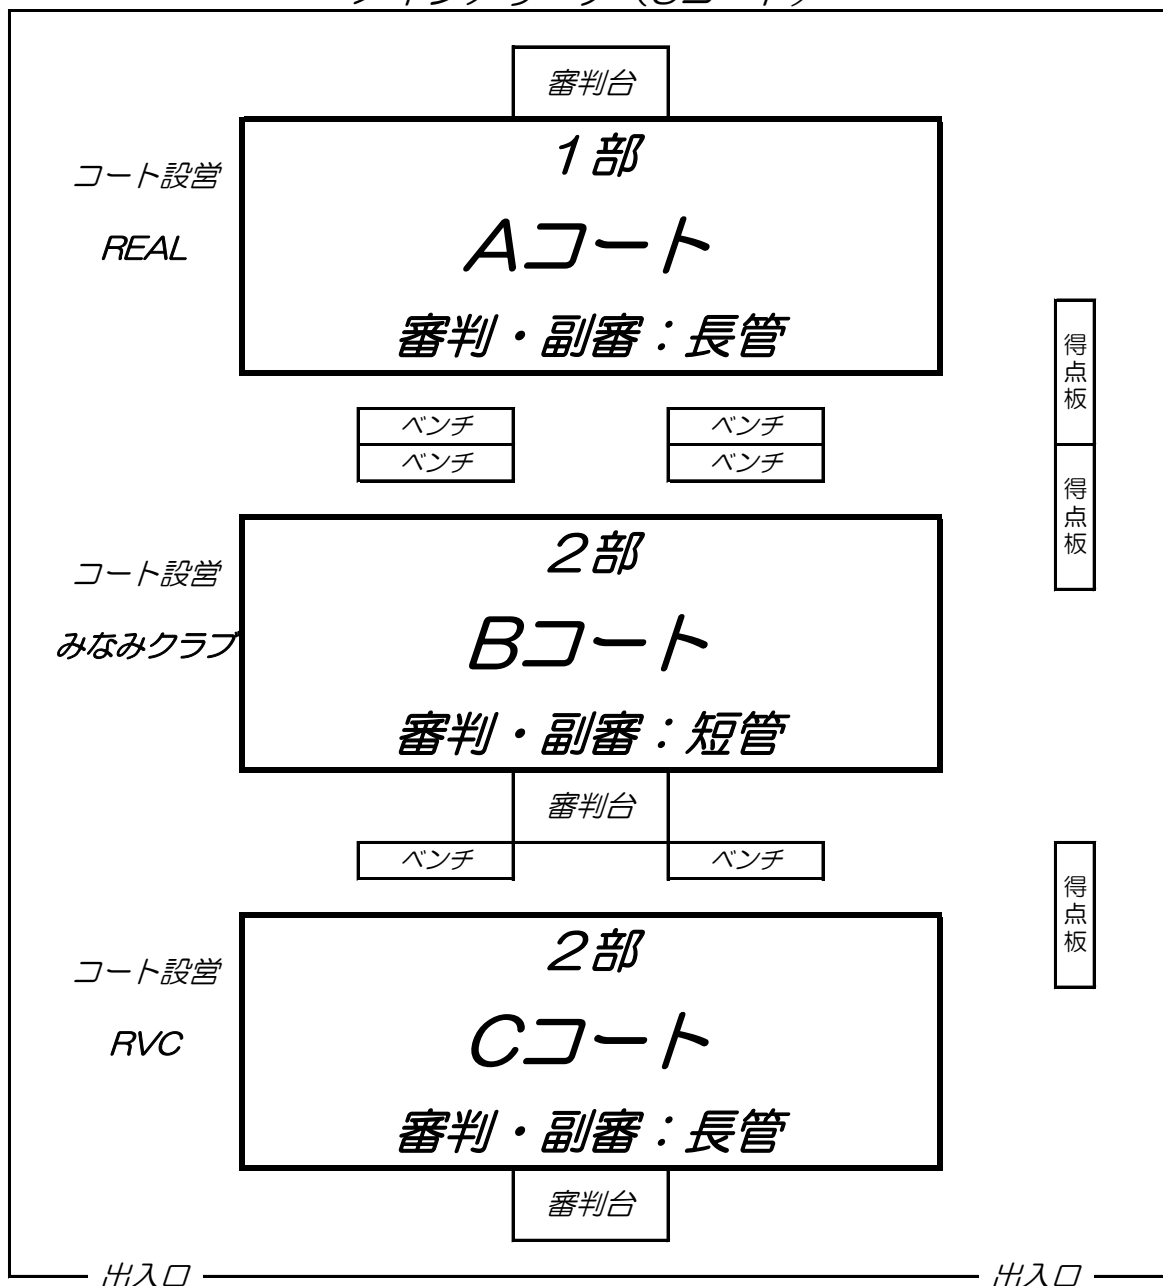 審判台
1部
コート設営
Aコート
REAL
審判・副審：長管
得点板
ベンチ
ベンチ
ベンチ
ベンチ
得点板
2部
コート設営
Bコート
みなみクラブ
審判・副審：短管
審判台
ベンチ
ベンチ
得点板
2部
コート設営
Cコート
RVC
審判・副審：長管
審判台
出入口
出入口